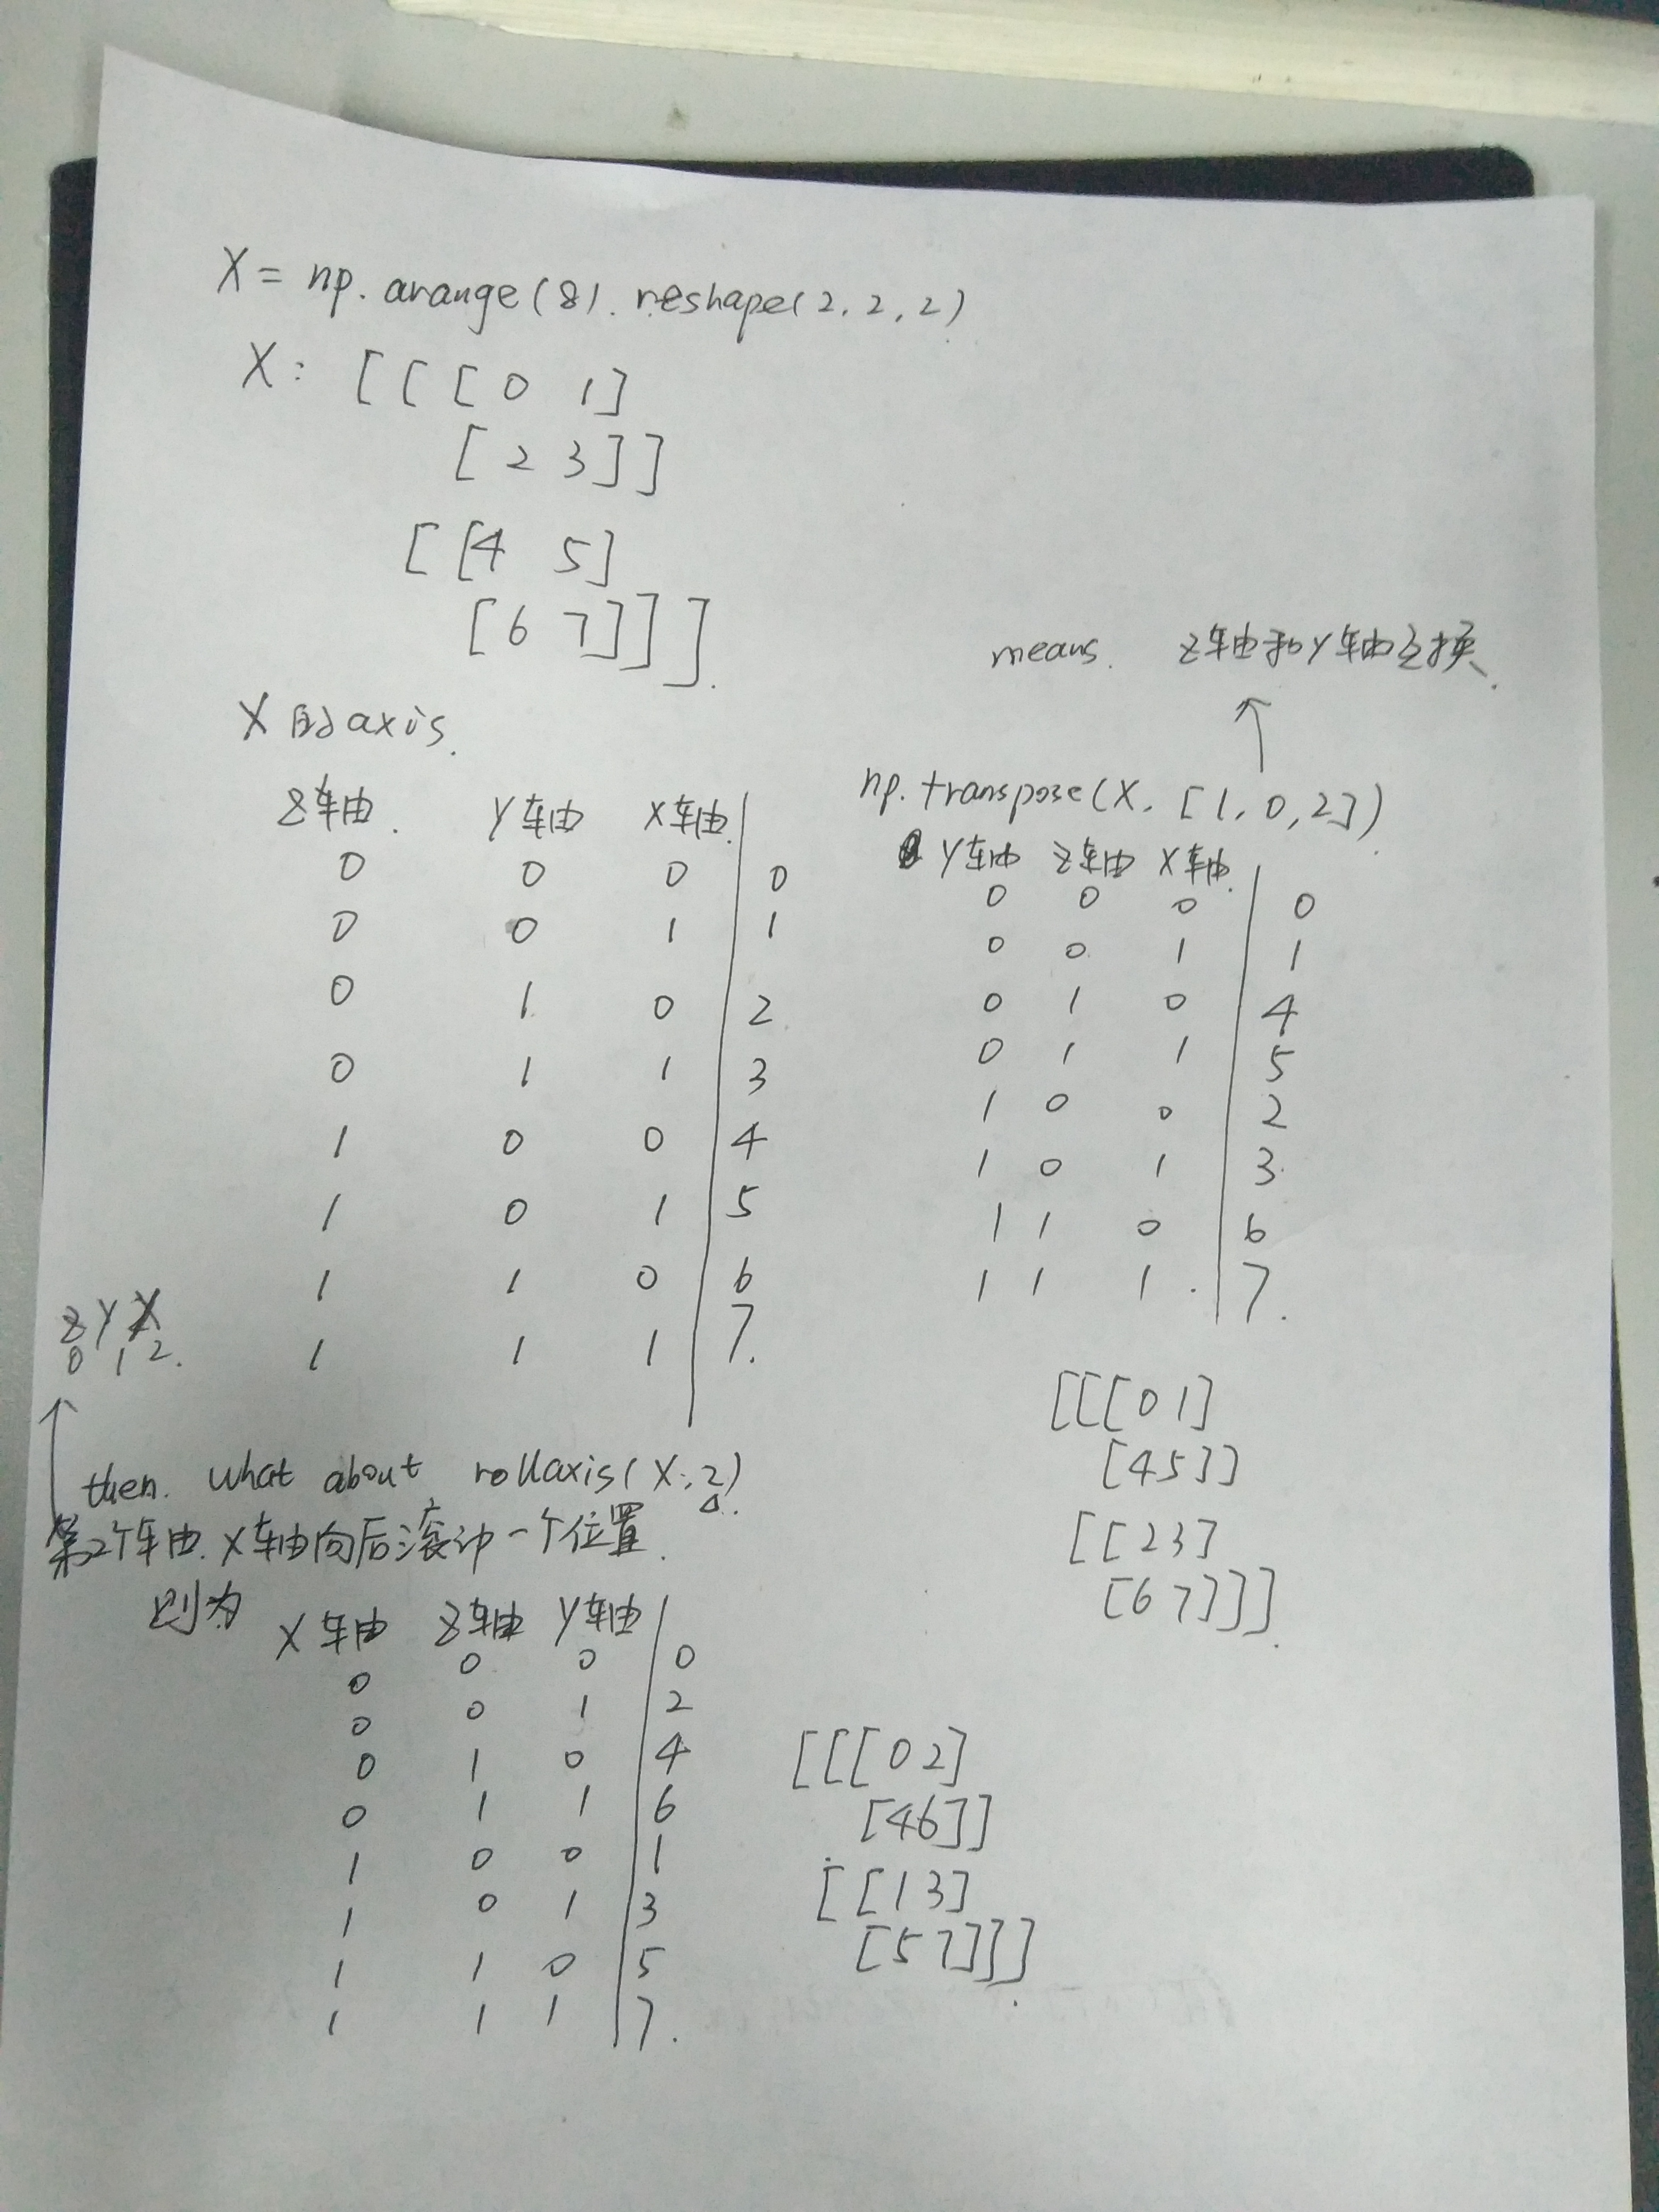 X = np. arange(8). reshape(2, 2, 2)
X: [ [ [ 0 1]
[ 2 3 ] ]
[ [4 5]
[ 6 7 ] ] ].
X的axis.
Z轴. Y轴 X轴
0 0 0 0
0 0 1 1
0 1 0 2
0 1 1 3
1 0 0 4
1 0 1 5
1 1 0 6
1 1 1 7.
means. Z轴和Y轴互换.
np. transpose(X, [1, 0, 2])
Y轴 Z轴 X轴.
0 0 0 0
0 0 1 1
0 1 0 4
0 1 1 5
1 0 0 2
1 0 1 3
1 1 0 6
1 1 1 7.
[[[0 1]
[4 5]]
[[2 3]
[6 7]]].
Z Y X
0 1 2.
then. what about rollaxis(X, 2)
第2个轴. X轴向后滚动一个位置.
则为
X轴 Z轴 Y轴
0 0 0 0
0 0 1 2
0 1 0 4
0 1 1 6
1 0 0 1
1 0 1 3
1 1 0 5
1 1 1 7.
[[[0 2]
[4 6]]
[[1 3]
[5 7]]].